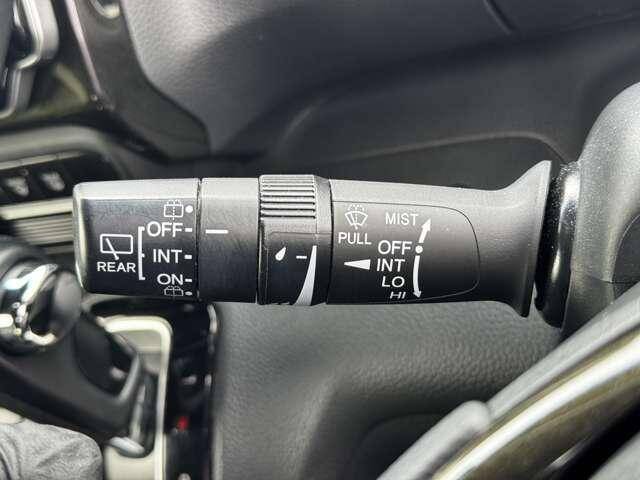 REAR
OFF
INT
ON
PULL
MIST
OFF
INT
LO
HI